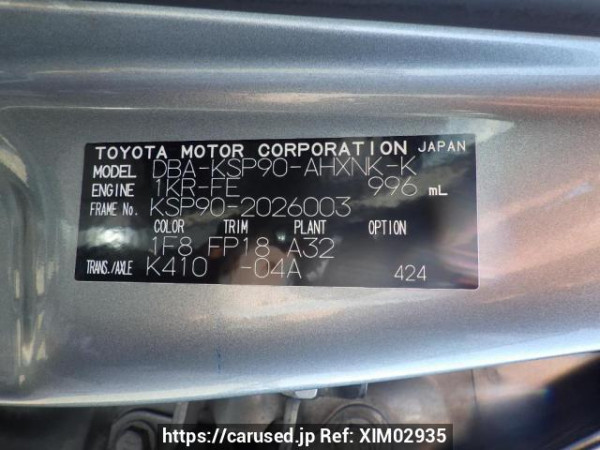 TOYOTA MOTOR CORPORATION JAPAN
MODEL DBA-KSP90-AHXNK-K
ENGINE 1KR-FE 996 mL
FRAME No. KSP90-2026003
COLOR TRIM PLANT
1F8 FP18 A32
TRANS./AXLE K410 -04A 424
https://carused.jp Ref: XIM02935